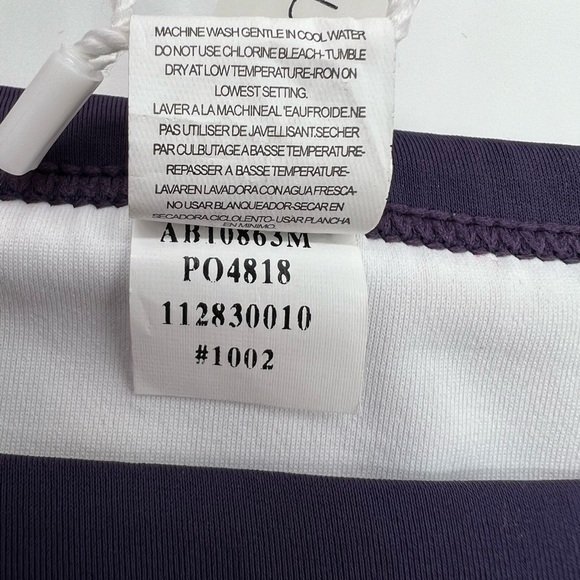 MACHINE WASH GENTLE IN COOL WATER
DO NOT USE CHLORINE BLEACH-TUMBLE
DRY AT LOW TEMPERATURE-IRON ON
LOWEST SETTING.
LAVER A LA MACHINEAL 'EAUFROIDE.NE
PAS UTILISER DE JAVELLISANT.SECHER
PAR CULBUTAGE A BASSE TEMPERATURE-
REPASSER A BASSE TEMPERATURE-
LAVAREN LAVADORA CON AGUA FRESCA-
NO USAR BLANQUEADOR-SECAR EN
SECADORA CICLOLENTO-USAR PLANCHA
EN MINIMO.
AB10863M
PO4818
112830010
#1002